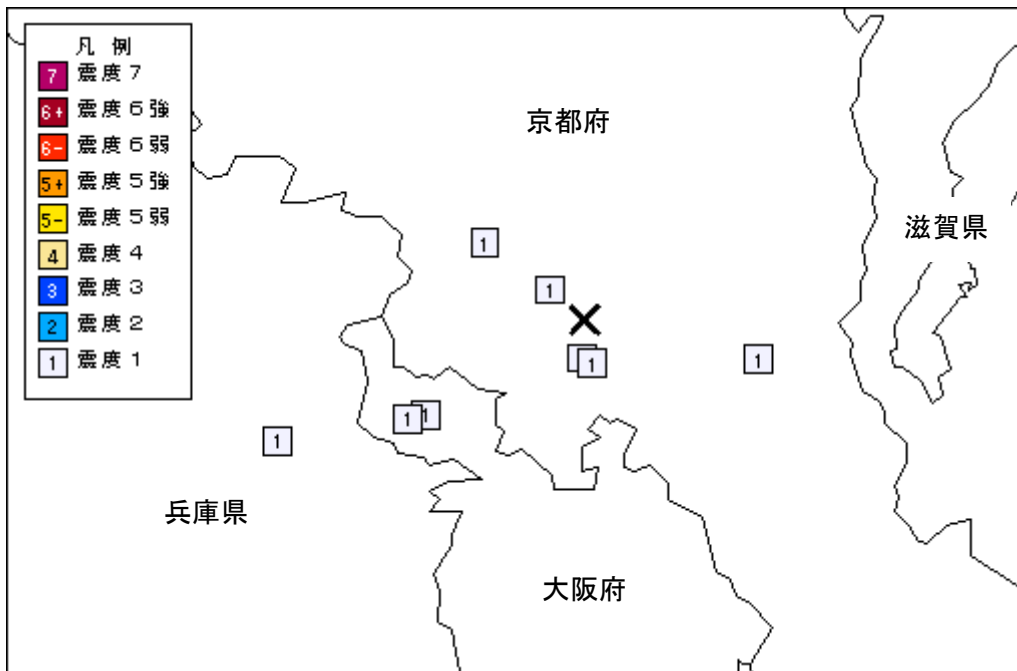 凡例
7 震度7
6+ 震度6強
6- 震度6弱
5+ 震度5強
5- 震度5弱
4 震度4
3 震度3
2 震度2
1 震度1
京都府
滋賀県
1
1
1
1
1
1
1
兵庫県
大阪府